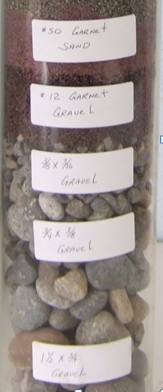 #50 GARNET
SAND
#12 GARNET
GRAVEL
3/8 x 3/16
GRAVEL
3/4 x 3/8
GRAVEL
1 1/2 x 3/4
GRAVEL